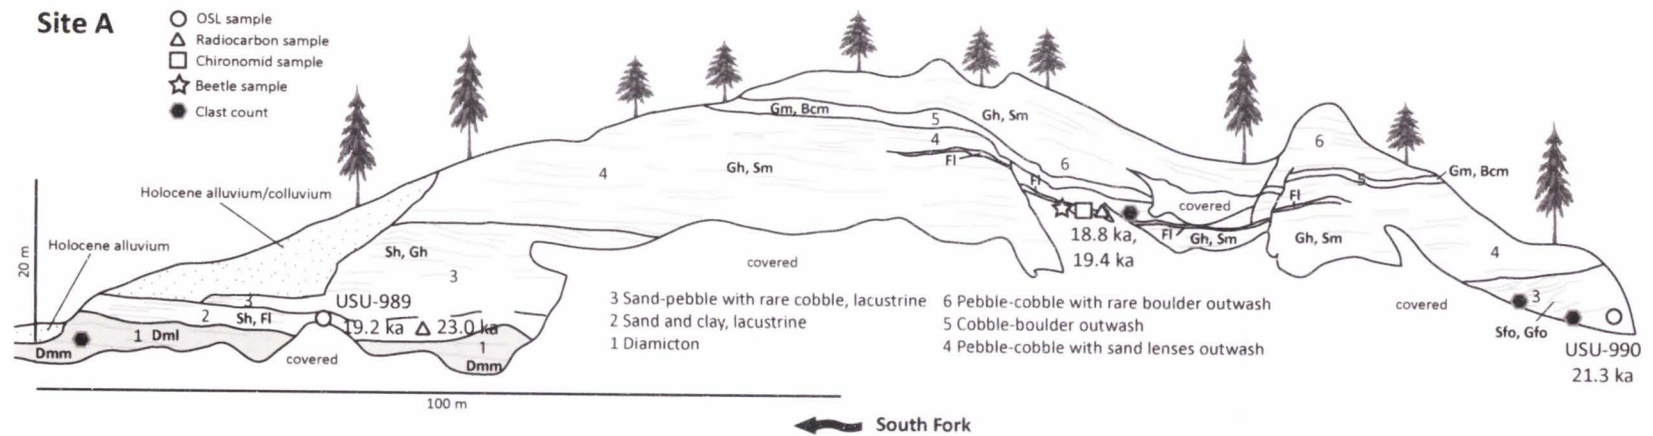 Site A
OSL sample
Radiocarbon sample
Chironomid sample
Beetle sample
Clast count
Gm, Bcm
5
Gh, Sm
4
Fl
6
6
Gm, Bcm
5
4
Gh, Sm
Fl
Fl
covered
Holocene alluvium/colluvium
Fl
Gh, Sm
Gh, Sm
18.8 ka,
19.4 ka
4
Holocene alluvium
Sh, Gh
3
covered
20 m
3
2
Sh, Fl
USU-989
19.2 ka
23.0 ka
1 Dml
Dmm
covered
1
Dmm
3 Sand-pebble with rare cobble, lacustrine
2 Sand and clay, lacustrine
1 Diamicton
6 Pebble-cobble with rare boulder outwash
5 Cobble-boulder outwash
4 Pebble-cobble with sand lenses outwash
covered
3
Sfo, Gfo
USU-990
21.3 ka
100 m
South Fork